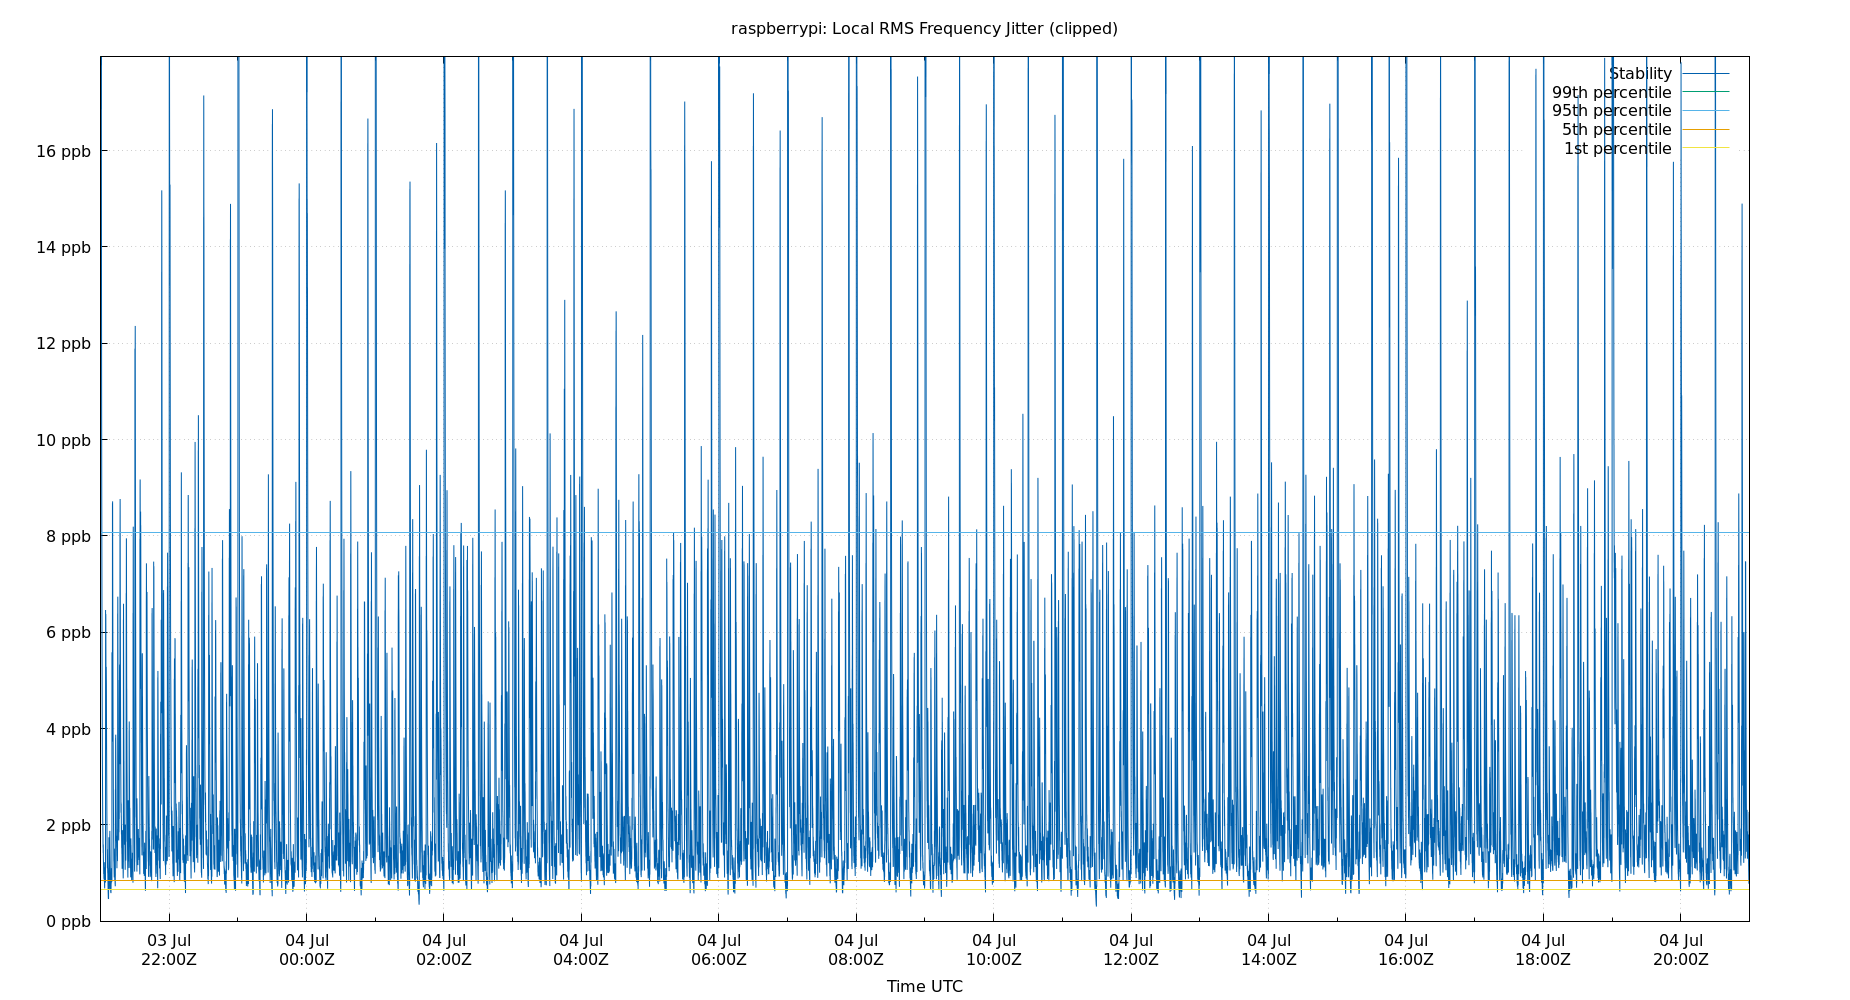 raspberrypi: Local RMS Frequency Jitter (clipped)
Stability
99th percentile
95th percentile
5th percentile
1st percentile
16 ppb
14 ppb
12 ppb
10 ppb
8 ppb
6 ppb
4 ppb
2 ppb
0 ppb
03 Jul 04 Jul 04 Jul 04 Jul 04 Jul 04 Jul 04 Jul 04 Jul 04 Jul 04 Jul 04 Jul 04 Jul
22:00Z 00:00Z 02:00Z 04:00Z 06:00Z 08:00Z 10:00Z 12:00Z 14:00Z 16:00Z 18:00Z 20:00Z
Time UTC